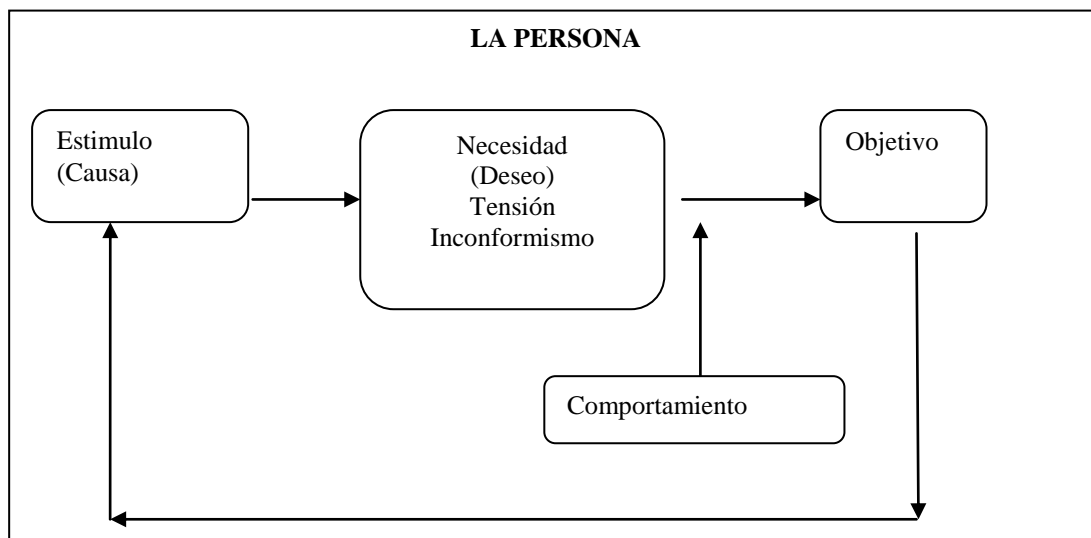 LA PERSONA
Estimulo
(Causa)
Necesidad
(Deseo)
Tensión
Inconformismo
Objetivo
Comportamiento